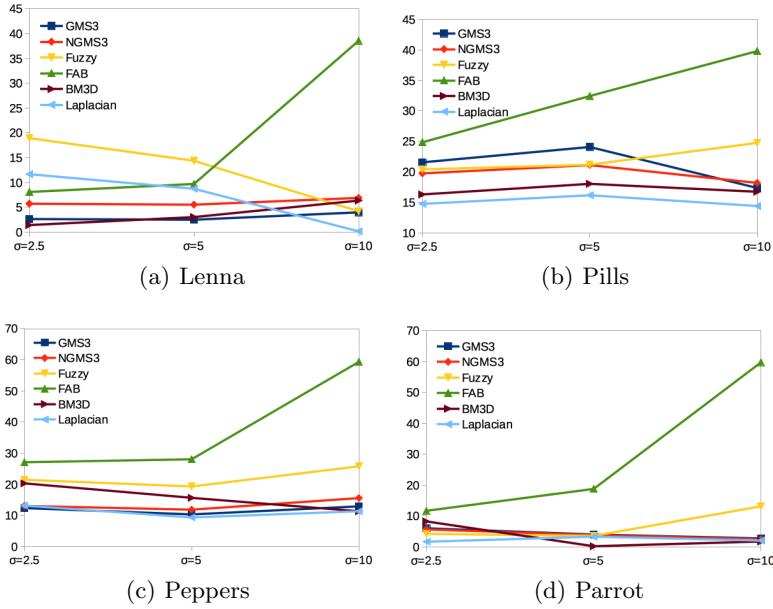 45
40
35
30
25
20
15
10
5
0
GMS3
NGMS3
Fuzzy
FAB
BM3D
Laplacian
σ=2.5 σ=5 σ=10
(a) Lenna
45
40
35
30
25
20
15
10
GMS3
NGMS3
Fuzzy
FAB
BM3D
Laplacian
σ=2.5 σ=5 σ=10
(b) Pills
70
60
50
40
30
20
10
0
GMS3
NGMS3
Fuzzy
FAB
BM3D
Laplacian
σ=2.5 σ=5 σ=10
(c) Peppers
70
60
50
40
30
20
10
0
GMS3
NGMS3
Fuzzy
FAB
BM3D
Laplacian
σ=2.5 σ=5 σ=10
(d) Parrot